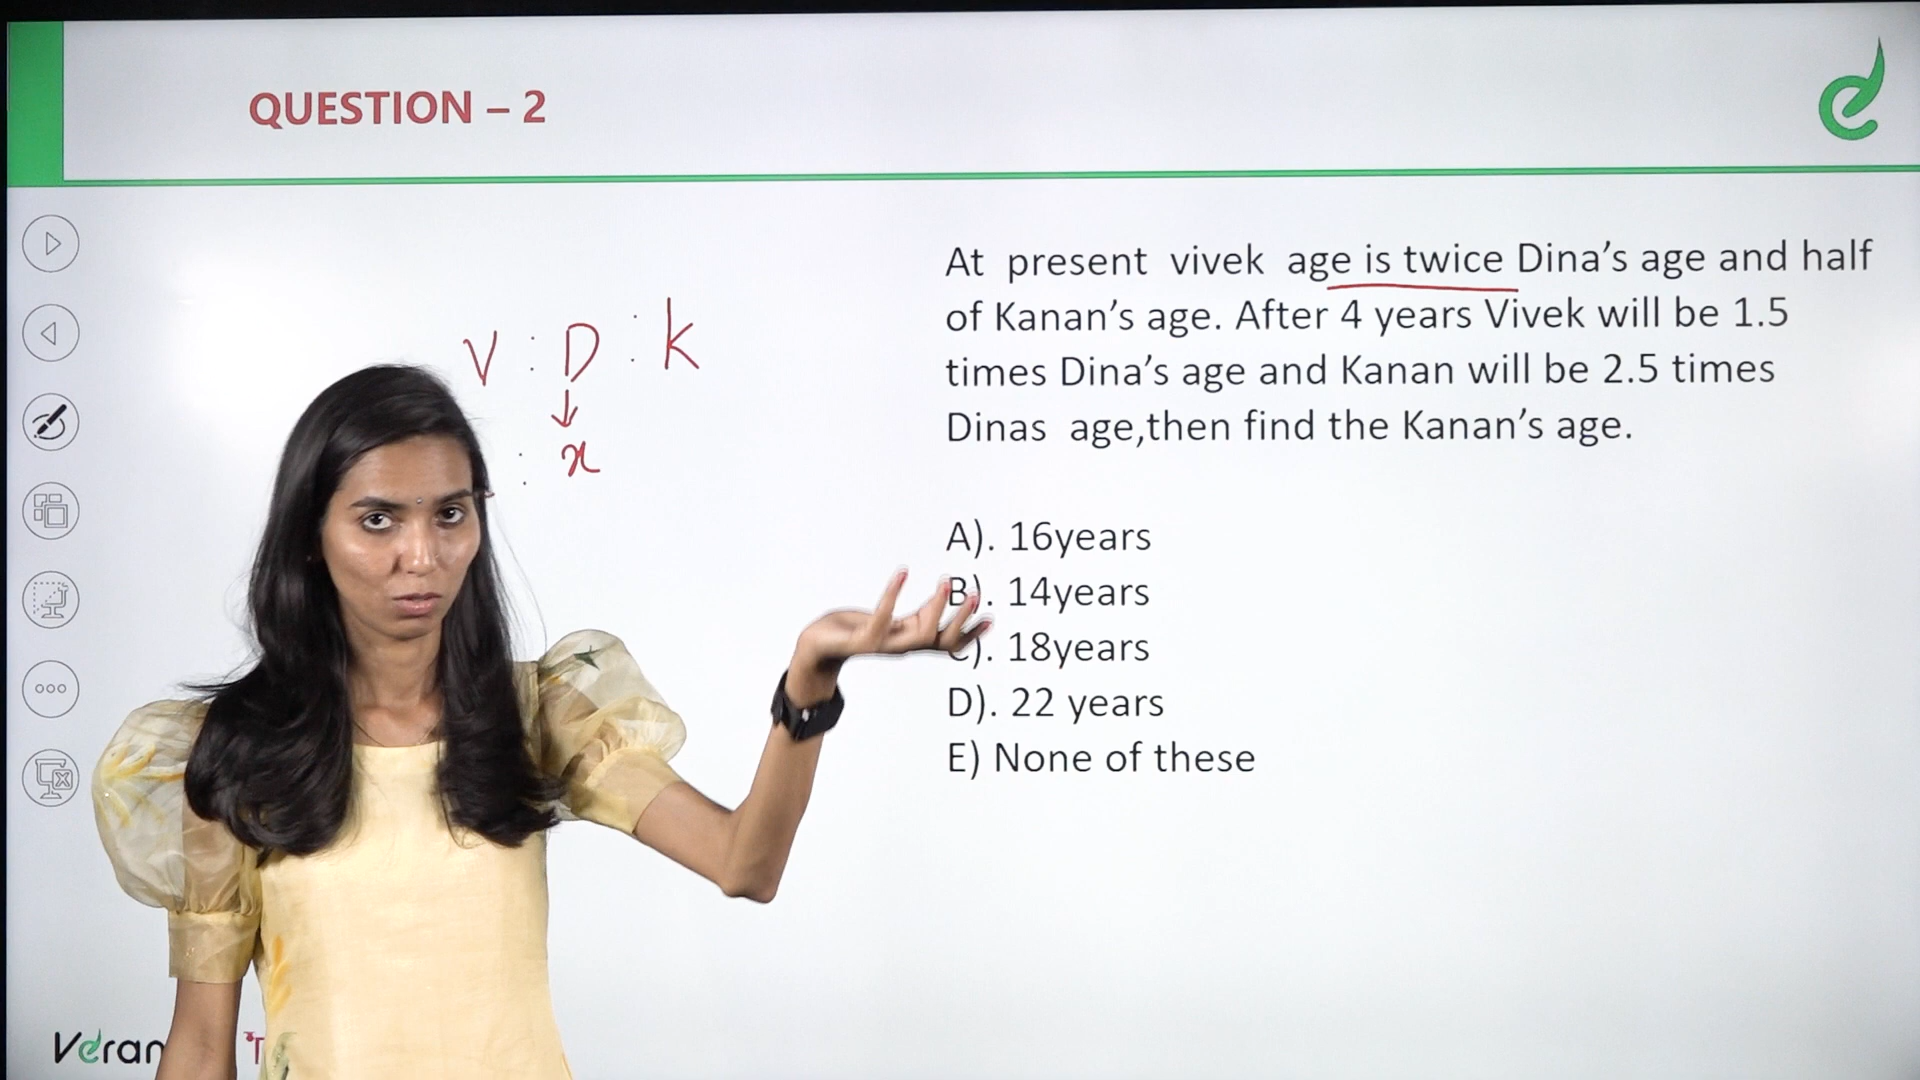 QUESTION – 2
At present vivek age is twice Dina's age and half
of Kanan's age. After 4 years Vivek will be 1.5
times Dina's age and Kanan will be 2.5 times
Dinas age,then find the Kanan's age.
V : D : K
: x
A). 16years
B). 14years
C). 18years
D). 22 years
E) None of these